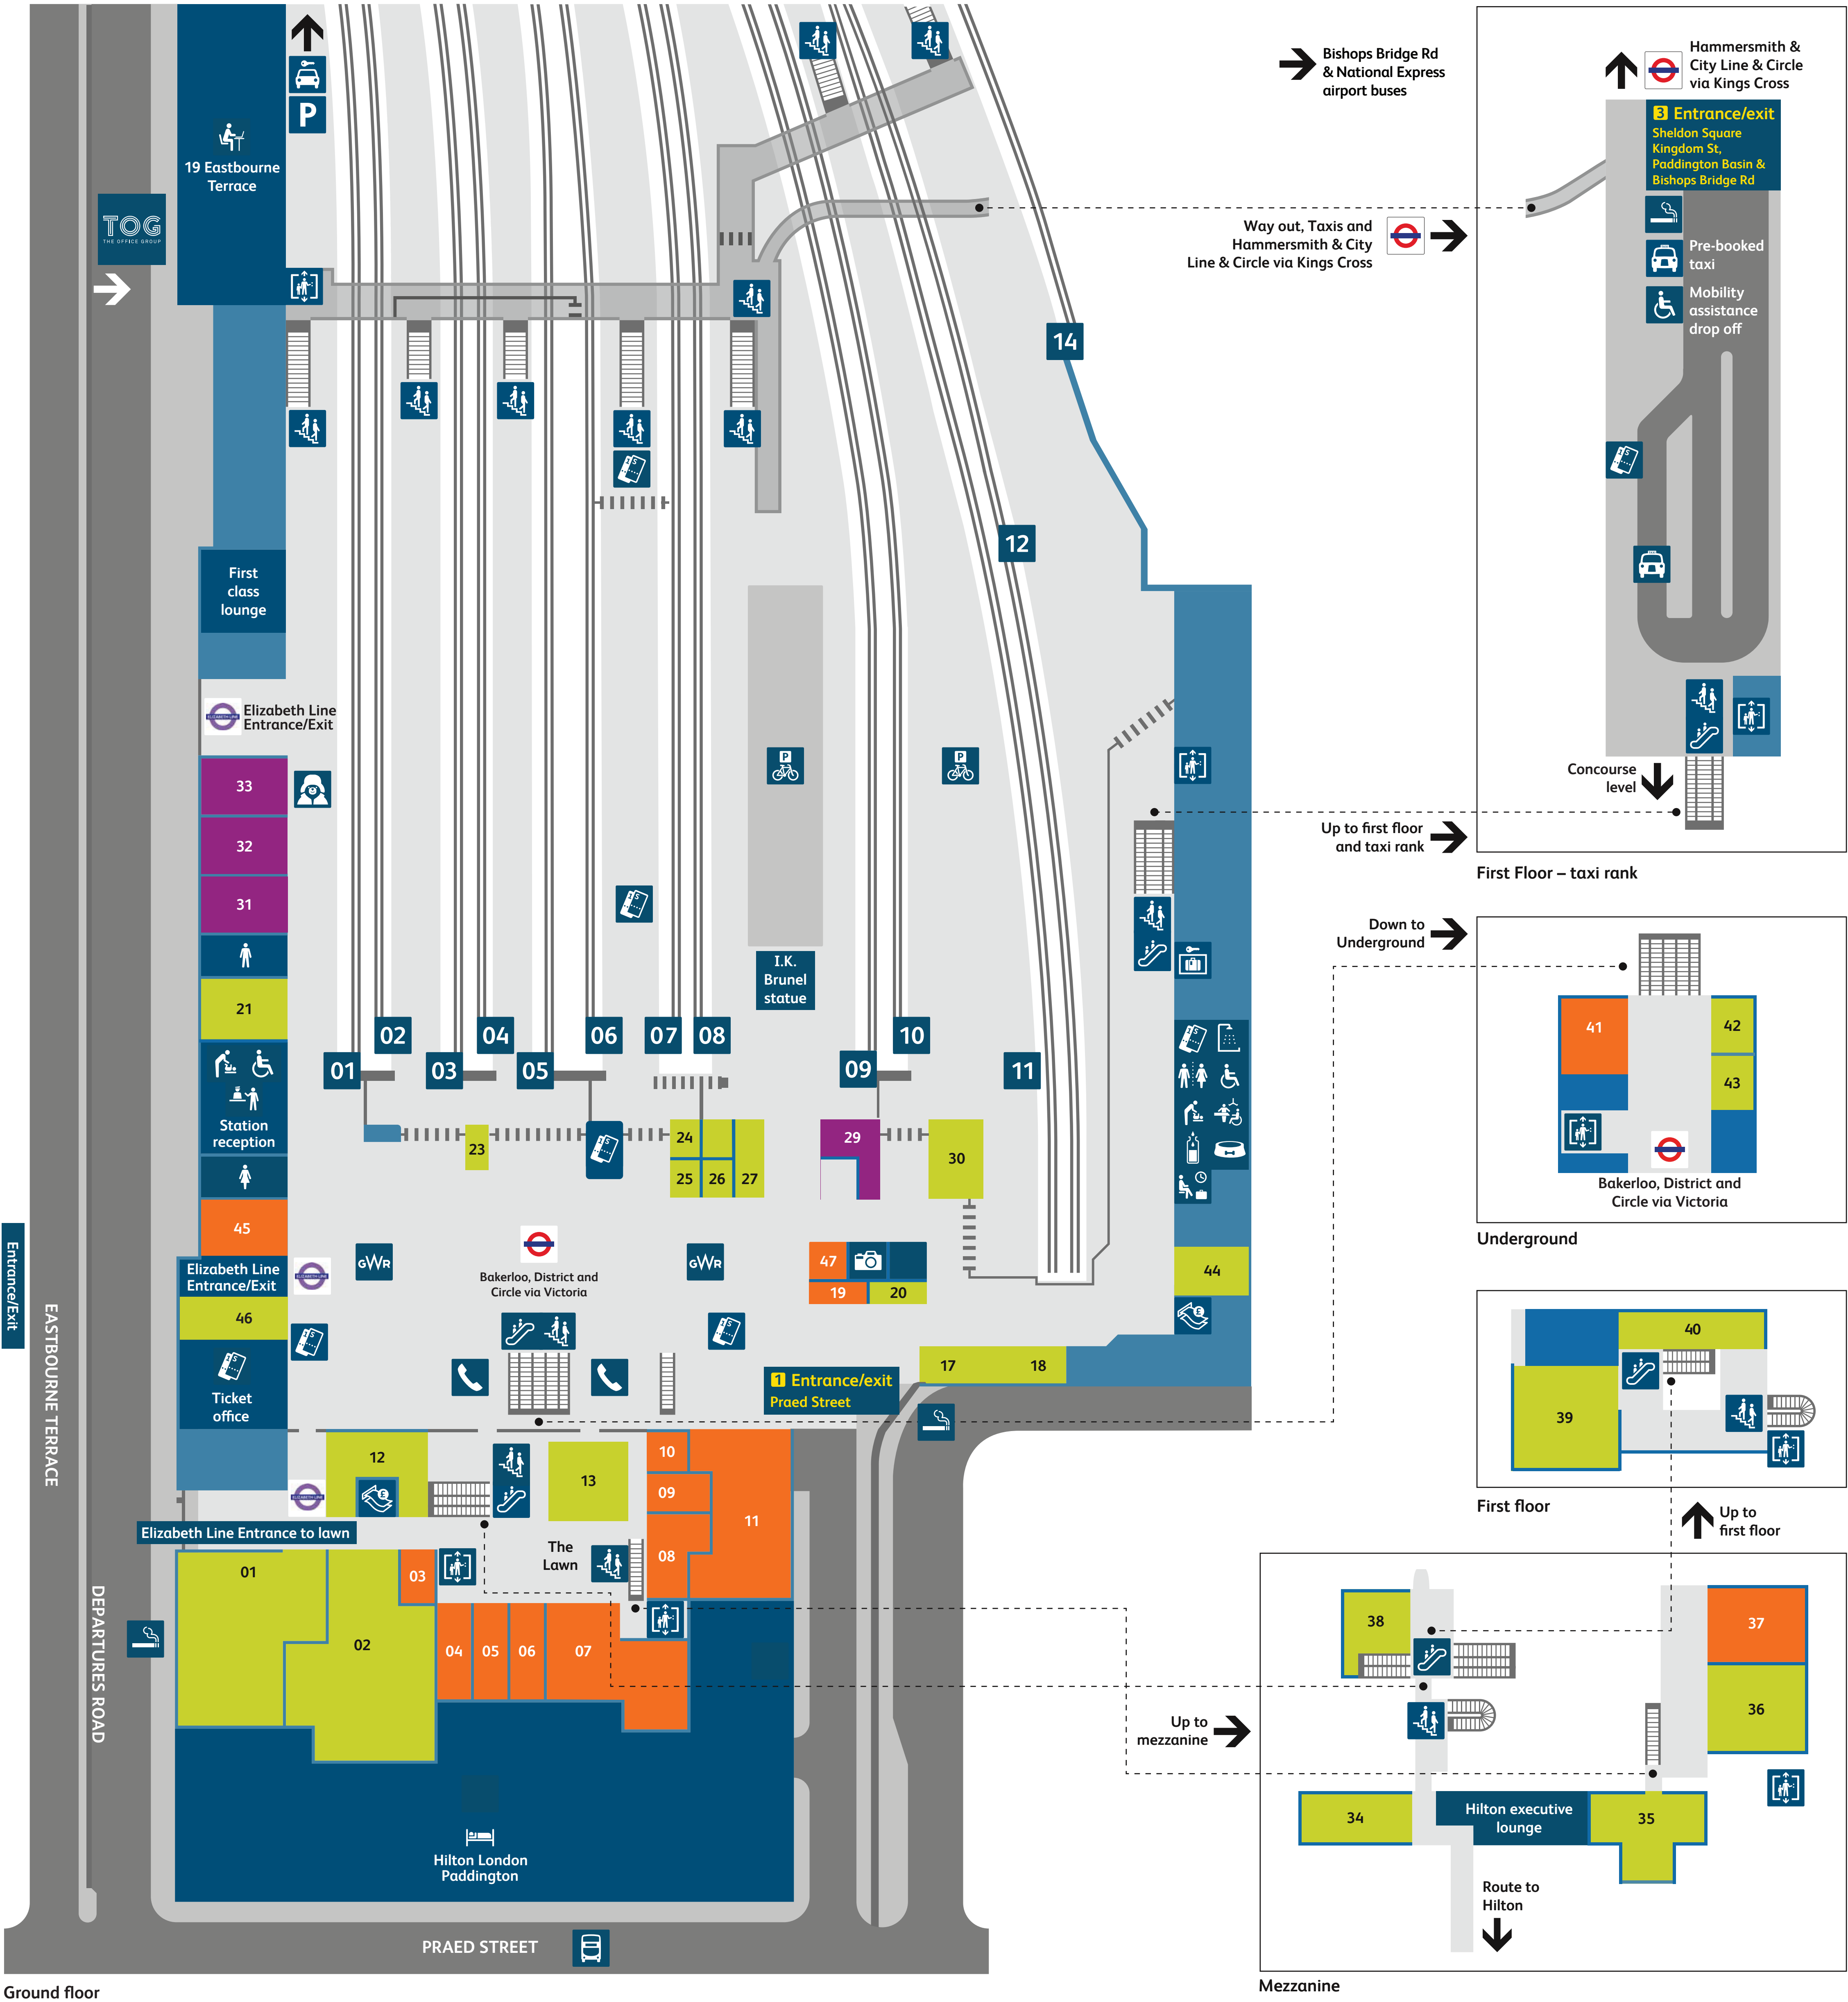 P
19 Eastbourne
Terrace
TOG
THE OFFICE GROUP
Bishops Bridge Rd
& National Express
airport buses
Way out, Taxis and
Hammersmith & City
Line & Circle via Kings Cross
14
12
First
class
lounge
ELIZABETH LINE
Elizabeth Line
Entrance/Exit
33
32
31
21
Station
reception
45
Elizabeth Line
Entrance/Exit
ELIZABETH LINE
46
Ticket
office
P
P
I.K.
Brunel
statue
01
02
03
04
05
06
07
08
09
10
11
23
24
25
26
27
29
30
GWR
Bakerloo, District and
Circle via Victoria
GWR
47
19
20
44
17
18
1 Entrance/exit
Praed Street
12
13
10
09
08
11
ELIZABETH LINE
Elizabeth Line Entrance to lawn
The
Lawn
01
02
03
04
05
06
07
Hilton London
Paddington
Entrance/Exit
EASTBOURNE TERRACE
DEPARTURES ROAD
PRAED STREET
Ground floor
Hammersmith &
City Line & Circle
via Kings Cross
3 Entrance/exit
Sheldon Square
Kingdom St,
Paddington Basin &
Bishops Bridge Rd
Pre-booked
taxi
Mobility
assistance
drop off
Concourse
level
Up to first floor
and taxi rank
First Floor – taxi rank
Down to
Underground
41
42
43
Bakerloo, District and
Circle via Victoria
Underground
40
39
First floor
Up to
first floor
38
37
36
Up to
mezzanine
34
Hilton executive
lounge
35
Route to
Hilton
Mezzanine